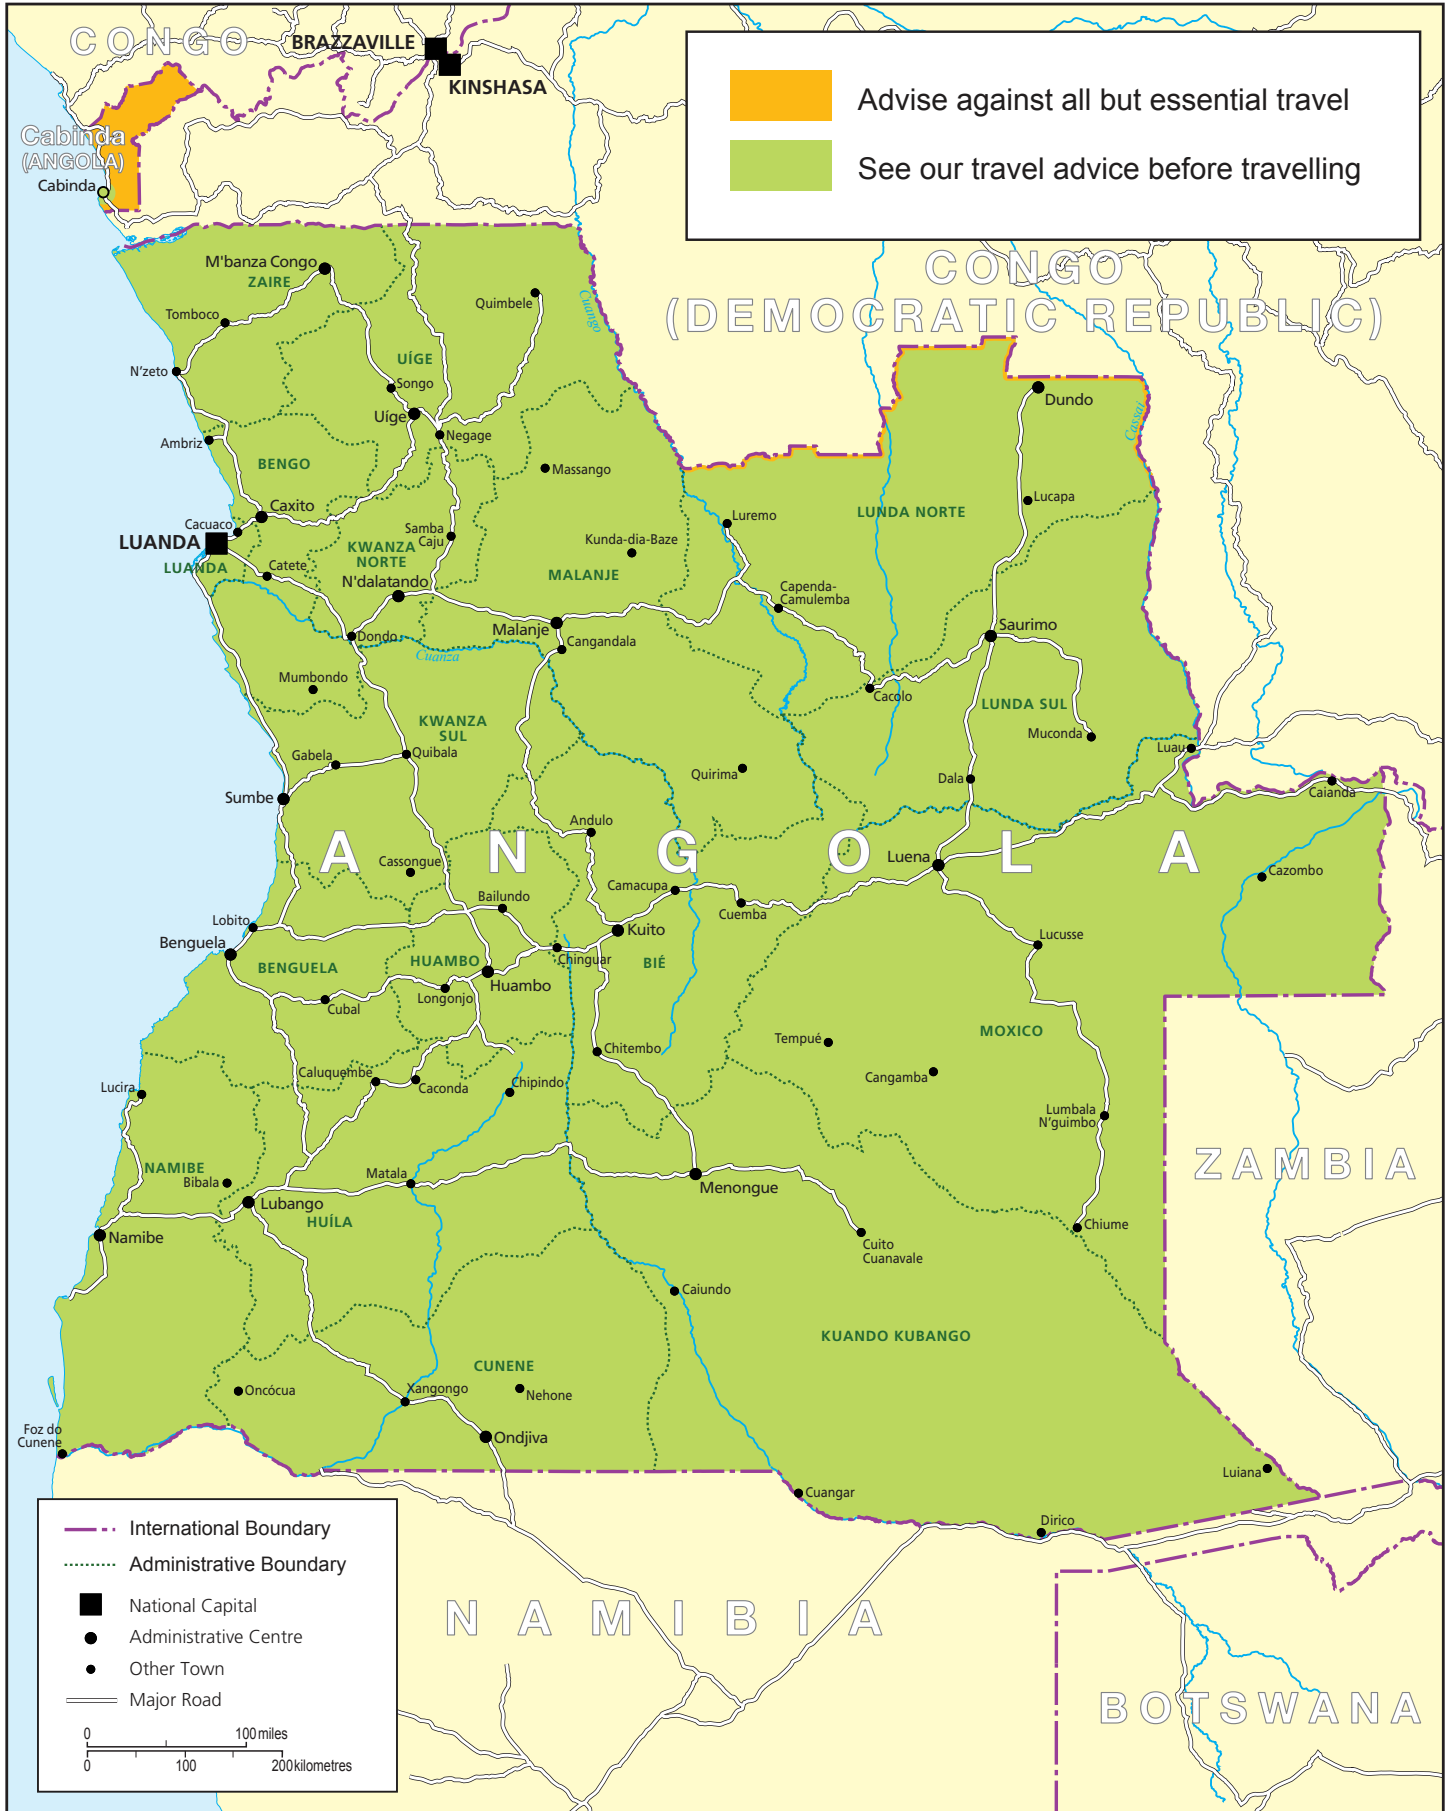 CONGO
BRAZZAVILLE
KINSHASA
Advise against all but essential travel
See our travel advice before travelling
Cabinda
(ANGOLA)
Cabinda
CONGO
(DEMOCRATIC REPUBLIC)
M'banza Congo
ZAIRE
Quimbele
Cuango
Tomboco
UÍGE
N'zeto
Songo
Dundo
Uíge
Cassai
Negage
Ambriz
BENGO
Massango
Lucapa
Caxito
LUNDA NORTE
Luremo
Cacuaco
Samba
Caju
LUANDA
KWANZA
NORTE
Kunda-dia-Baze
LUANDA
Catete
MALANJE
N'dalatando
Capenda-
Camulemba
Malanje
Saurimo
Dondo
Cangandala
Cuanza
Mumbondo
Cacolo
LUNDA SUL
KWANZA
SUL
Muconda
Gabela
Quibala
Luau
Quirima
Dala
Caianda
Sumbe
Andulo
ANGOLA
Cassongue
Luena
Cazombo
Camacupa
Bailundo
Cuemba
Lobito
Kuito
Lucusse
Benguela
Chinguar
BENGUELA
HUAMBO
BIÉ
Huambo
Longonjo
Cubal
MOXICO
Tempué
Chitembo
Caluquembe
Cangamba
Lucira
Caconda
Chipindo
Lumbala
N'guimbo
ZAMBIA
NAMIBE
Bibala
Matala
Menongue
Lubango
HUÍLA
Chiume
Namibe
Cuito
Cuanavale
Caiundo
KUANDO KUBANGO
CUNENE
Oncócua
Xangongo
Nehone
Foz do
Cunene
Ondjiva
Luiana
Cuangar
Dirico
NAMIBIA
BOTSWANA
International Boundary
Administrative Boundary
National Capital
Administrative Centre
Other Town
Major Road
0 100 miles
0 100 200 kilometres